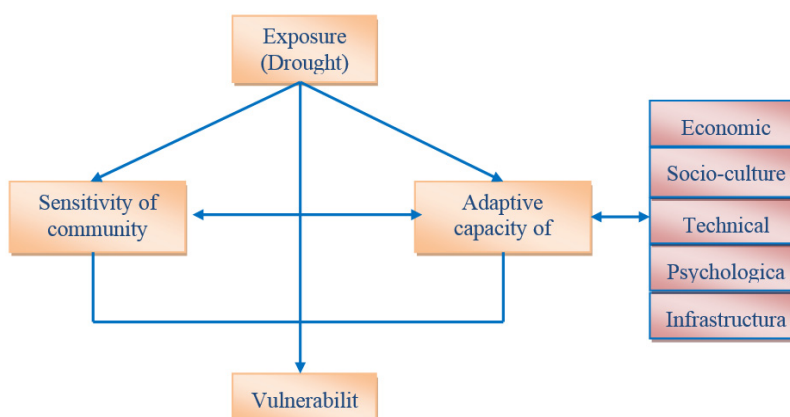 Exposure
(Drought)
Sensitivity of
community
Adaptive
capacity of
Economic
Socio-culture
Technical
Psychologica
Infrastructura
Vulnerabilit